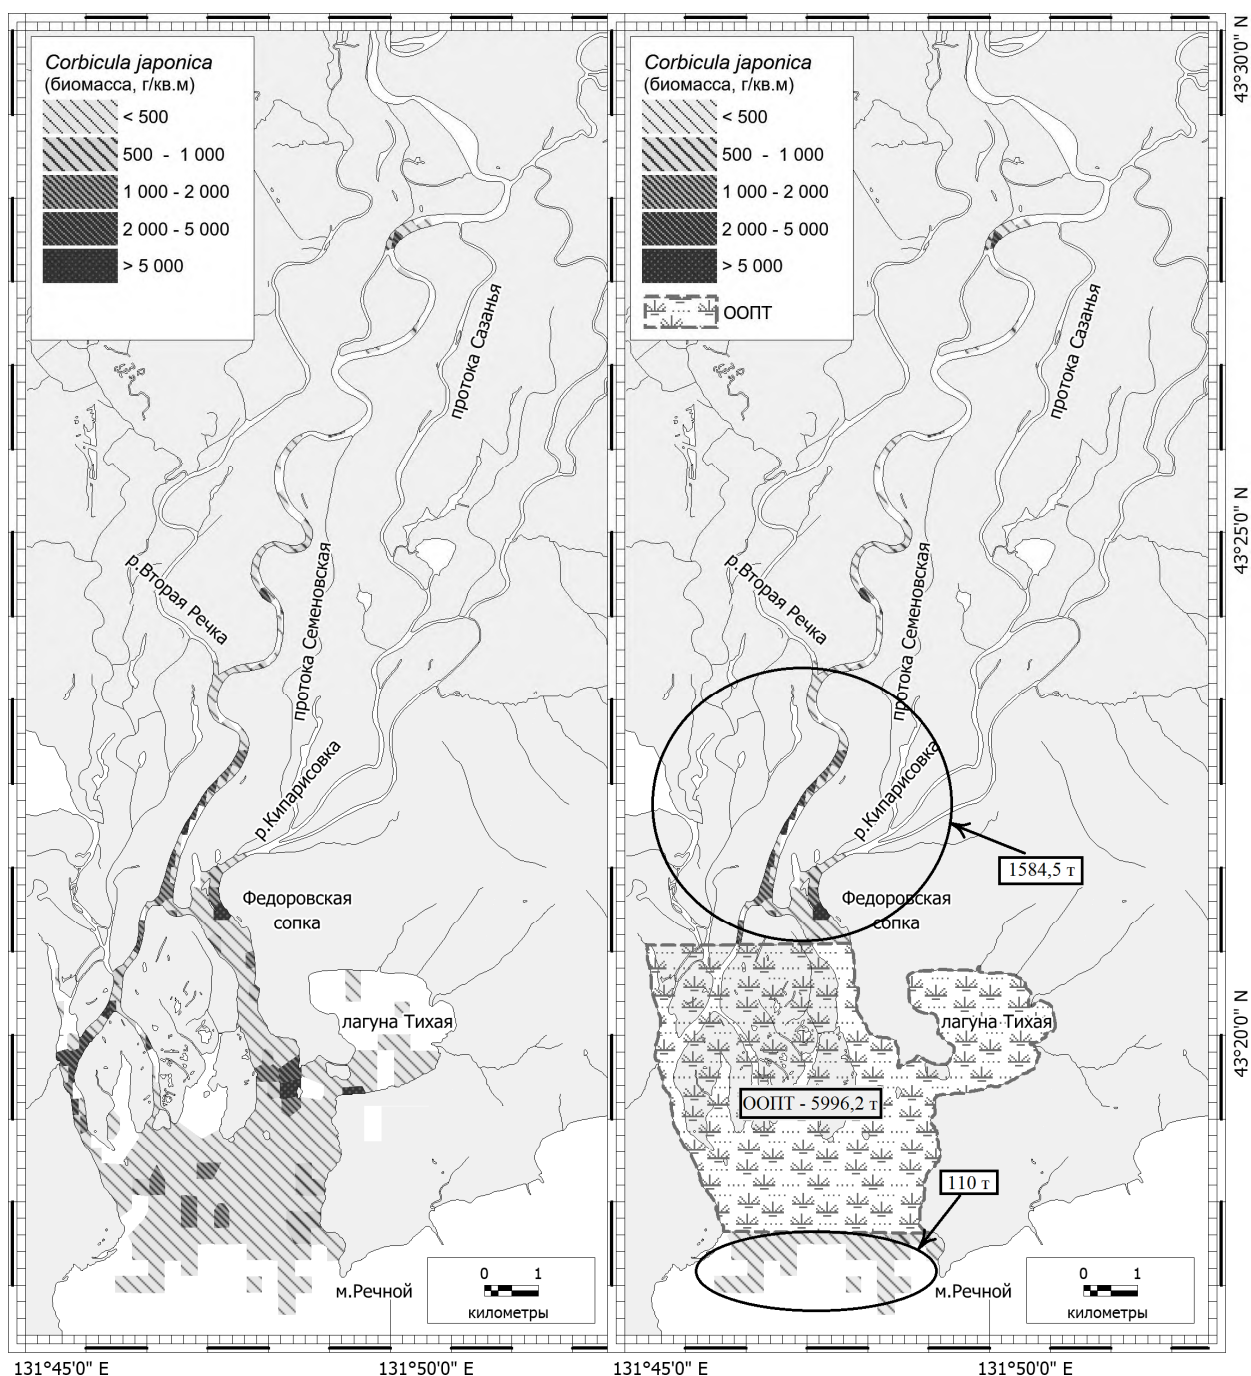 Corbicula japonica
(биомасса, г/кв.м)
< 500
500 - 1 000
1 000 - 2 000
2 000 - 5 000
> 5 000
протока Сазанья
р.Вторая Речка
протока Семеновская
р.Кипарисовка
Федоровская
сопка
лагуна Тихая
м.Речной
0 1
километры
131°45'0" E
131°50'0" E
Corbicula japonica
(биомасса, г/кв.м)
< 500
500 - 1 000
1 000 - 2 000
2 000 - 5 000
> 5 000
ООПТ
протока Сазанья
р.Вторая Речка
протока Семеновская
р.Кипарисовка
1584,5 т
Федоровская
сопка
лагуна Тихая
ООПТ - 5996,2 т
110 т
м.Речной
0 1
километры
131°45'0" E
131°50'0" E
43°30'0" N
43°25'0" N
43°20'0" N